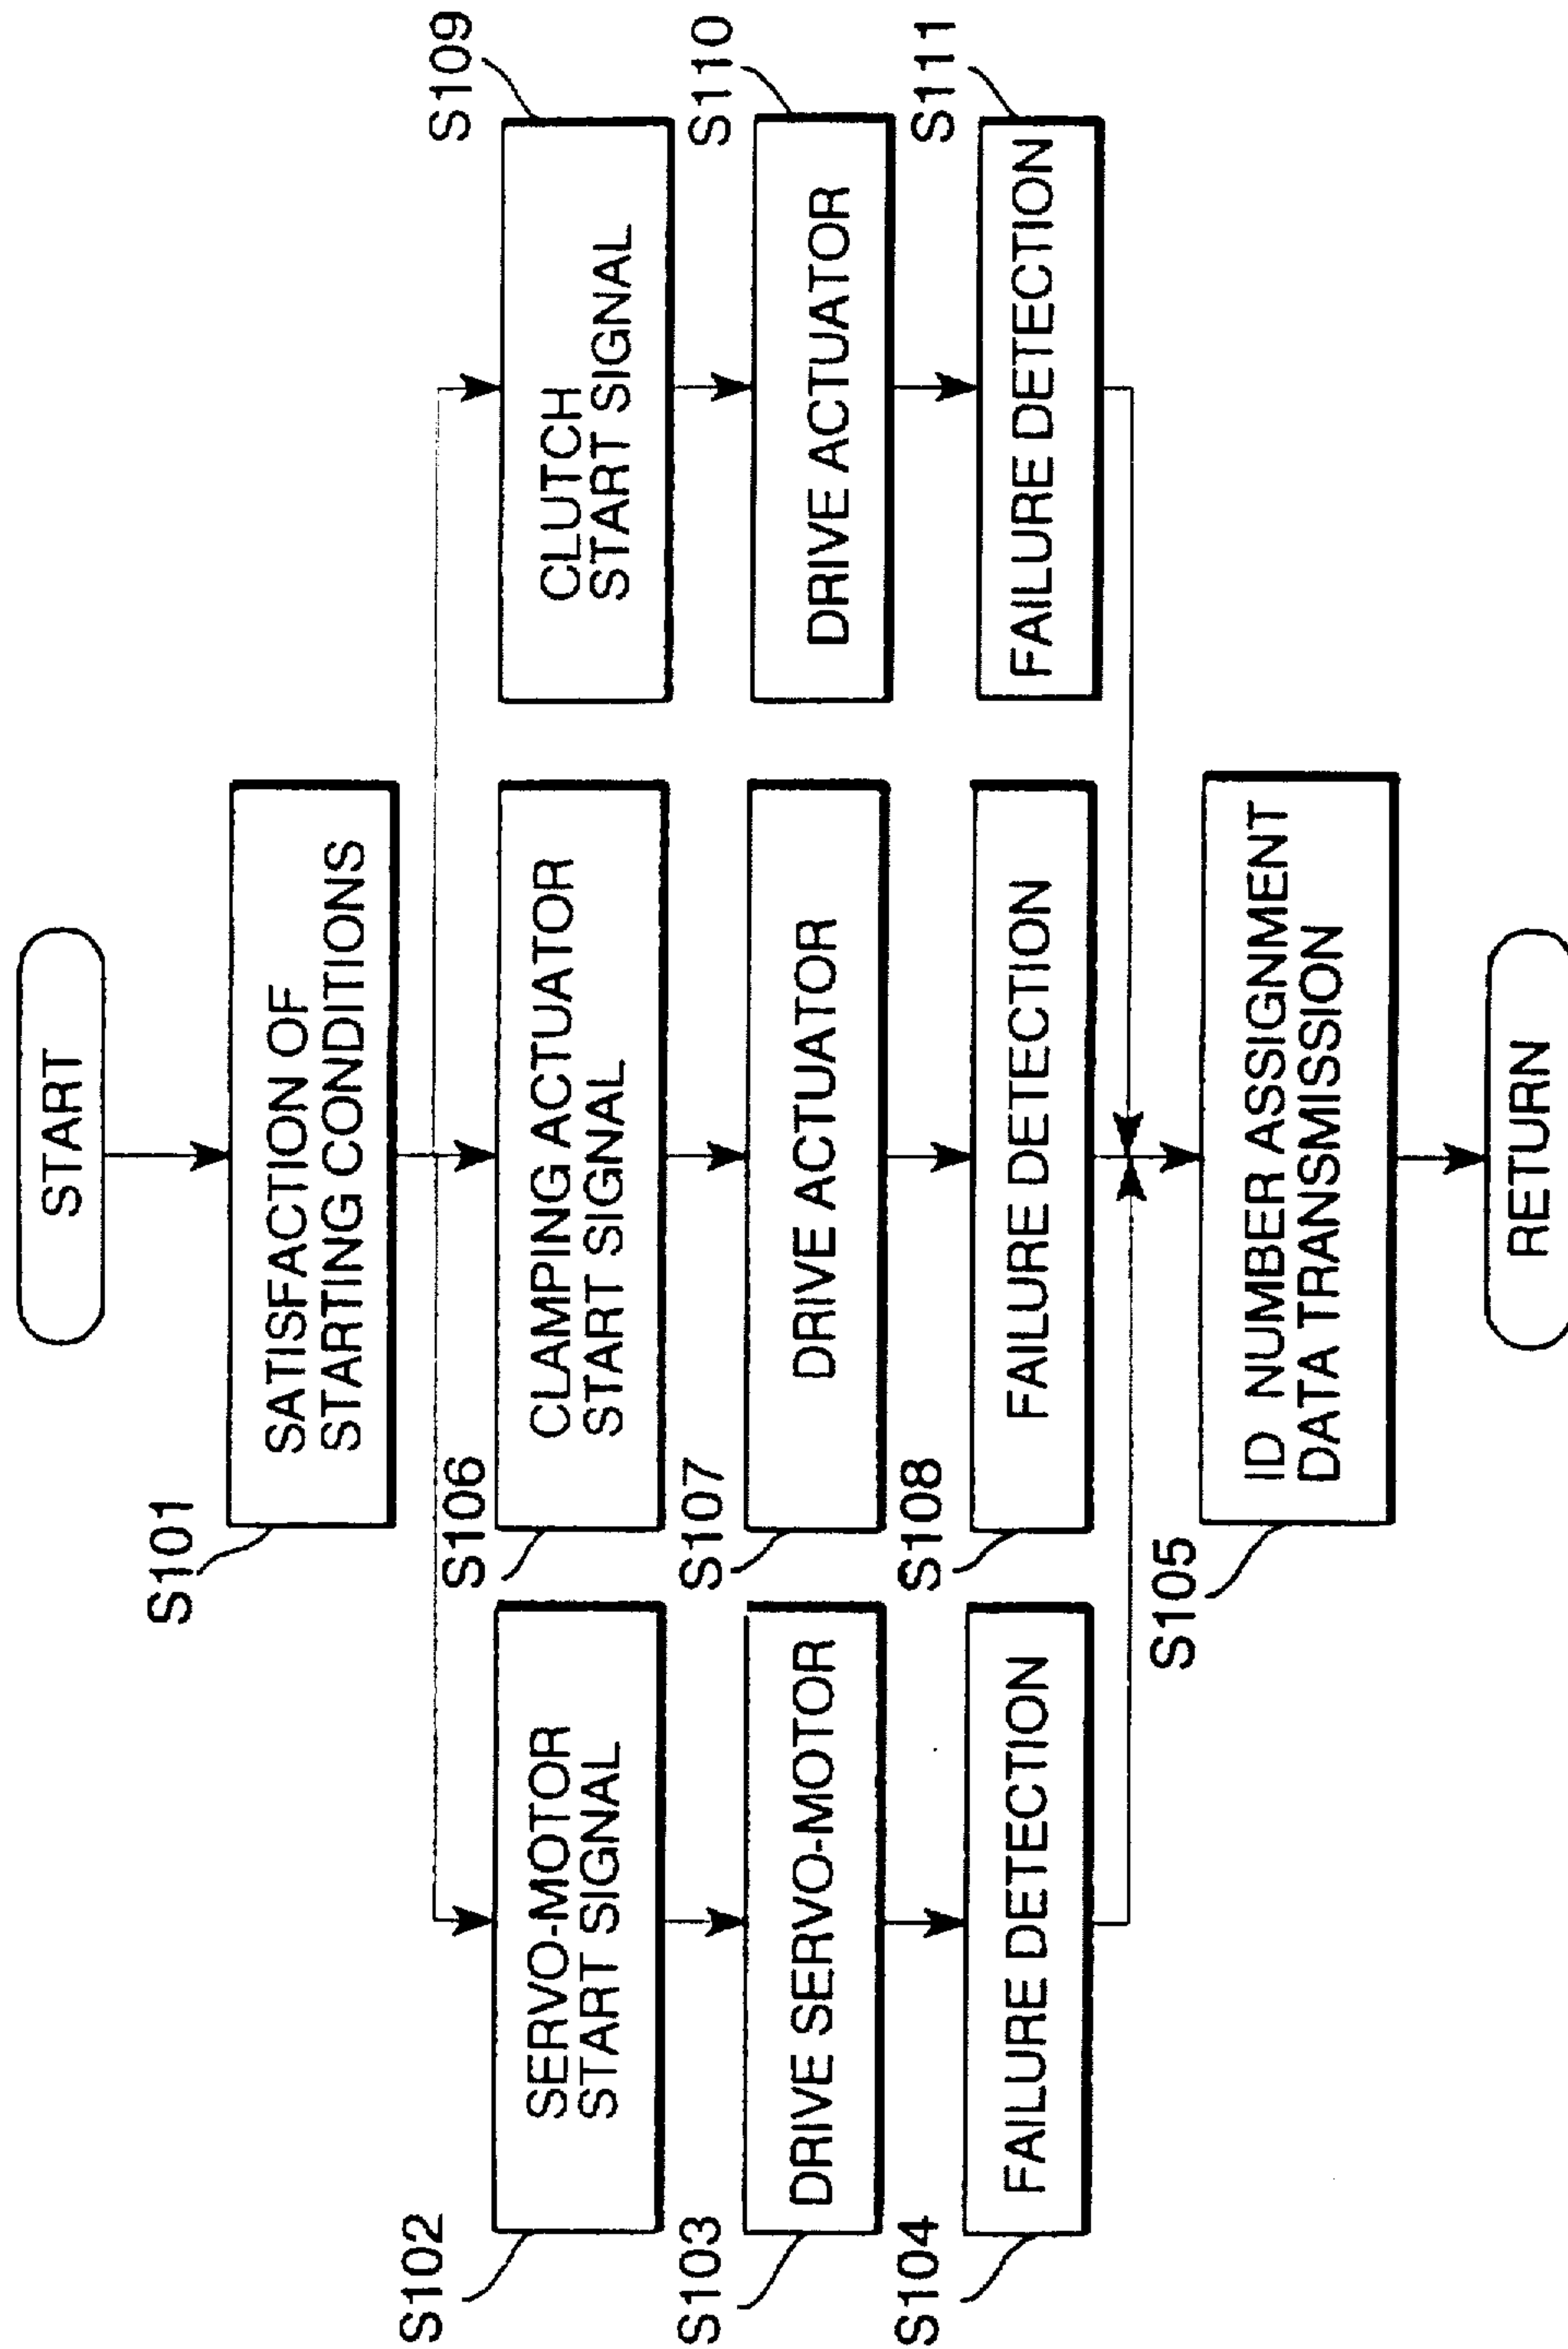 START
S101
SATISFACTION OF
STARTING CONDITIONS
S102
SERVO-MOTOR
START SIGNAL
S106
CLAMPING ACTUATOR
START SIGNAL
S109
CLUTCH
START SIGNAL
S103
DRIVE SERVO-MOTOR
S107
DRIVE ACTUATOR
S110
DRIVE ACTUATOR
S104
FAILURE DETECTION
S108
FAILURE DETECTION
S111
FAILURE DETECTION
S105
ID NUMBER ASSIGNMENT
DATA TRANSMISSION
RETURN